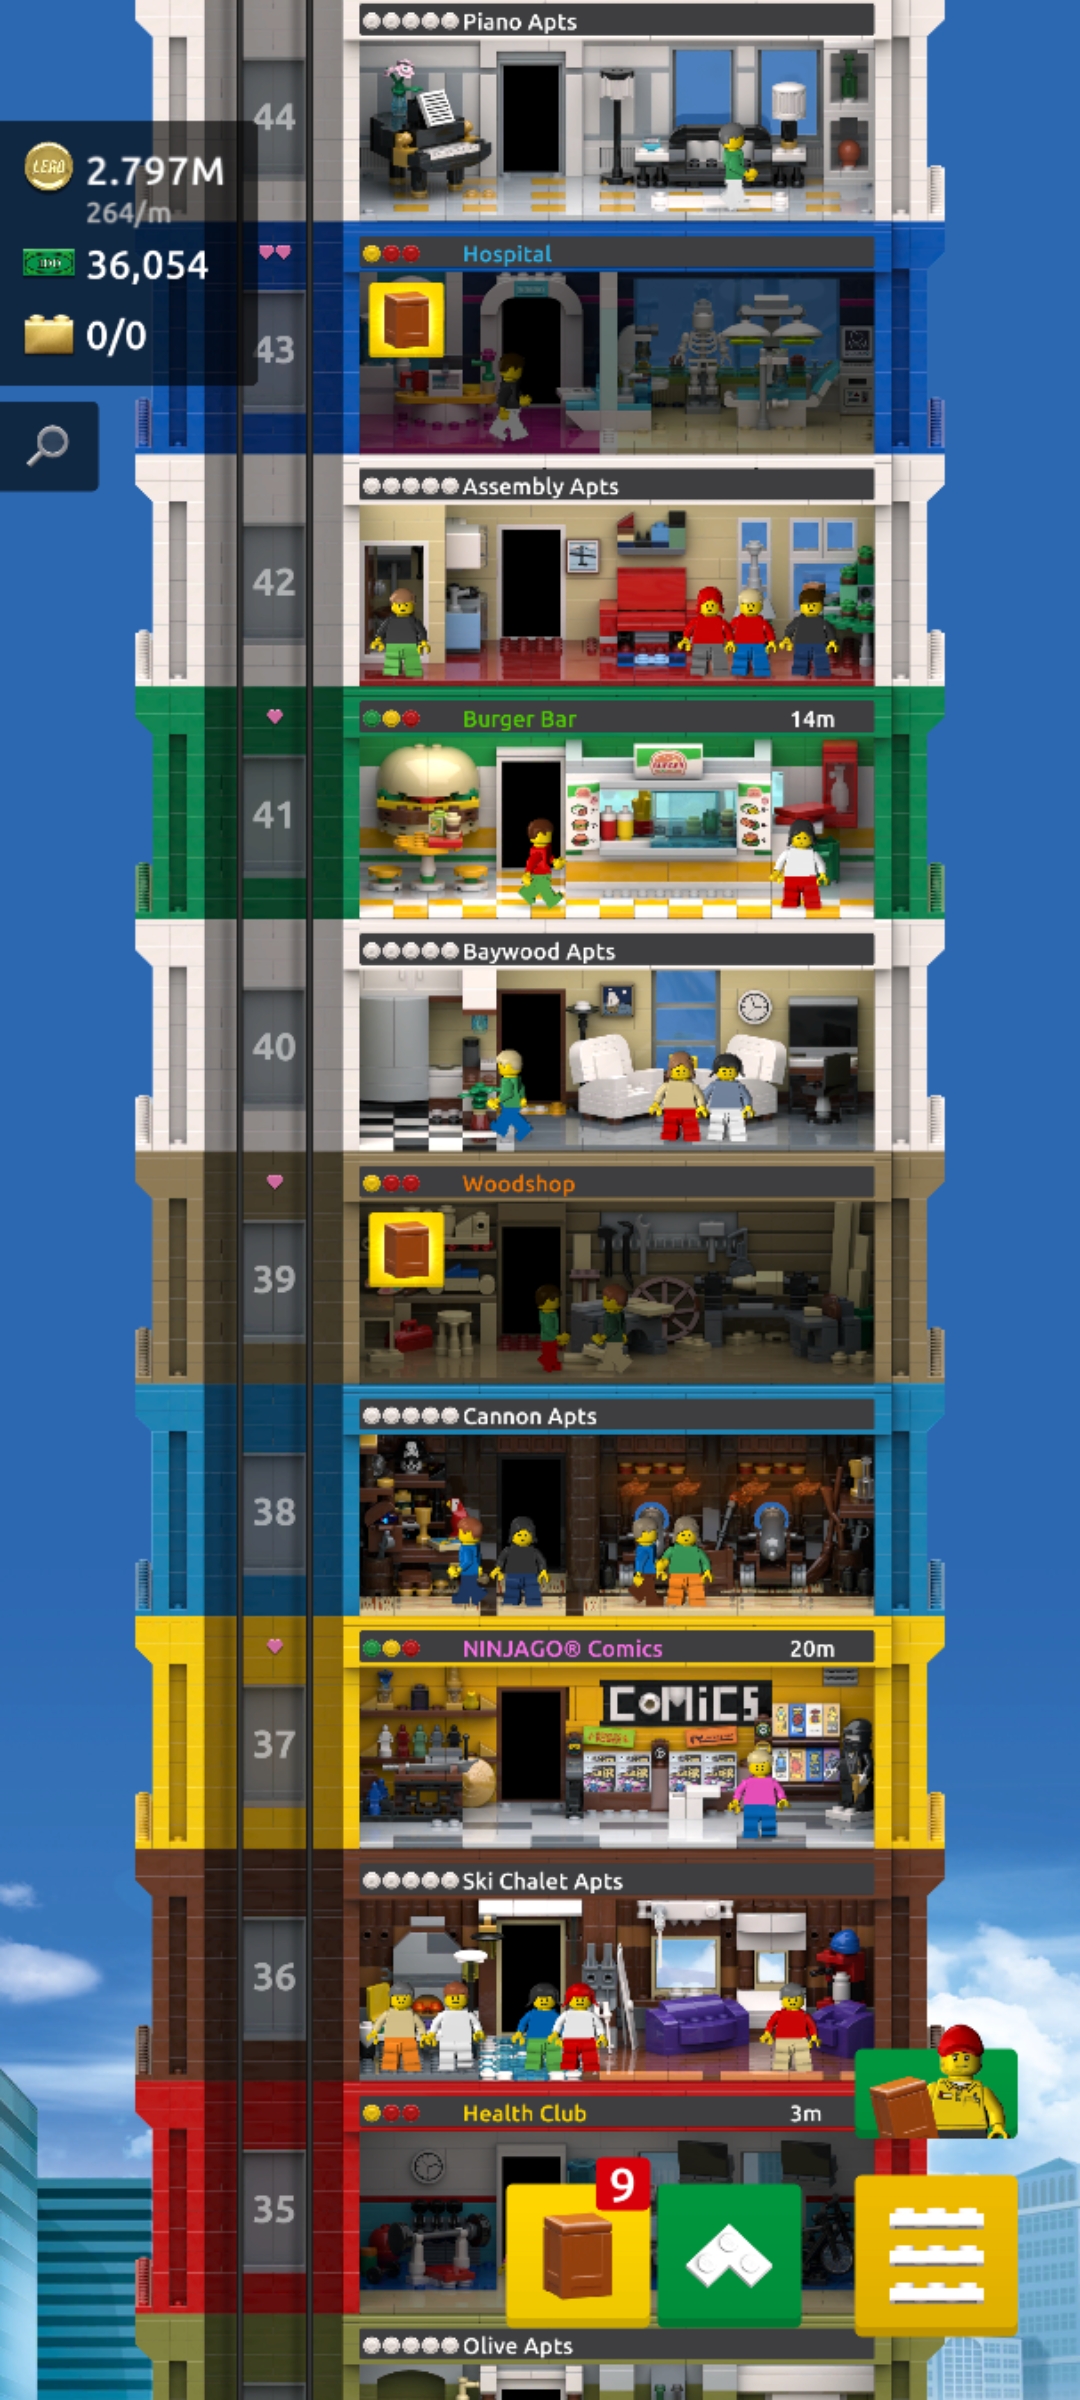 Piano Apts
44
LEGO
2.797M
264/m
36,054
0/0
Hospital
43
Assembly Apts
42
Burger Bar
14m
41
Baywood Apts
40
Woodshop
39
Cannon Apts
38
NINJAGO® Comics
20m
COMiCS
37
Ski Chalet Apts
36
Health Club
3m
35
9
Olive Apts